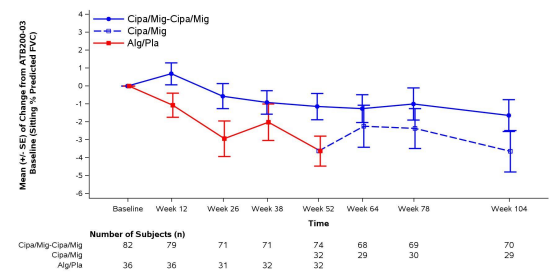 Mean (+/- SE) of Change from ATB200-03
Baseline (Sitting % Predicted FVC)
4
3
2
1
0
-1
-2
-3
-4
-5
-6
Cipa/Mig-Cipa/Mig
Cipa/Mig
Alg/Pla
Baseline Week 12 Week 26 Week 38 Week 52 Week 64 Week 78 Week 104
Time
Number of Subjects (n)
Cipa/Mig-Cipa/Mig 82 79 71 71 74 68 69 70
Cipa/Mig 32 29 30 29
Alg/Pla 36 36 31 32 32